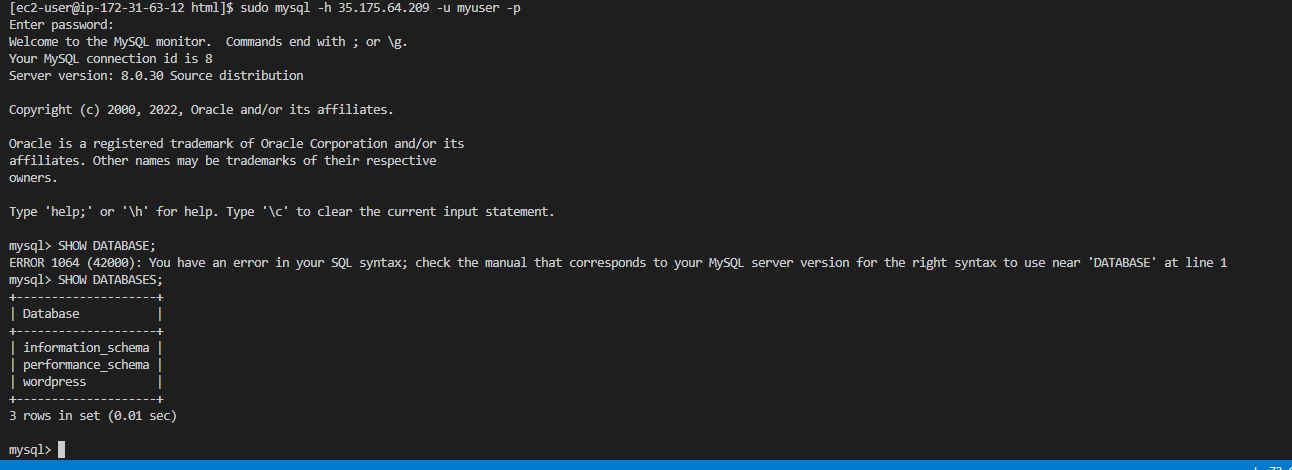 [ec2-user@ip-172-31-63-12 html]$ sudo mysql -h 35.175.64.209 -u myuser -p
Enter password:
Welcome to the MySQL monitor.  Commands end with ; or \g.
Your MySQL connection id is 8
Server version: 8.0.30 Source distribution

Copyright (c) 2000, 2022, Oracle and/or its affiliates.

Oracle is a registered trademark of Oracle Corporation and/or its
affiliates. Other names may be trademarks of their respective
owners.

Type 'help;' or '\h' for help. Type '\c' to clear the current input statement.

mysql> SHOW DATABASE;
ERROR 1064 (42000): You have an error in your SQL syntax; check the manual that corresponds to your MySQL server version for the right syntax to use near 'DATABASE' at line 1
mysql> SHOW DATABASES;
+--------------------+
| Database           |
+--------------------+
| information_schema |
| performance_schema |
| wordpress          |
+--------------------+
3 rows in set (0.01 sec)

mysql>